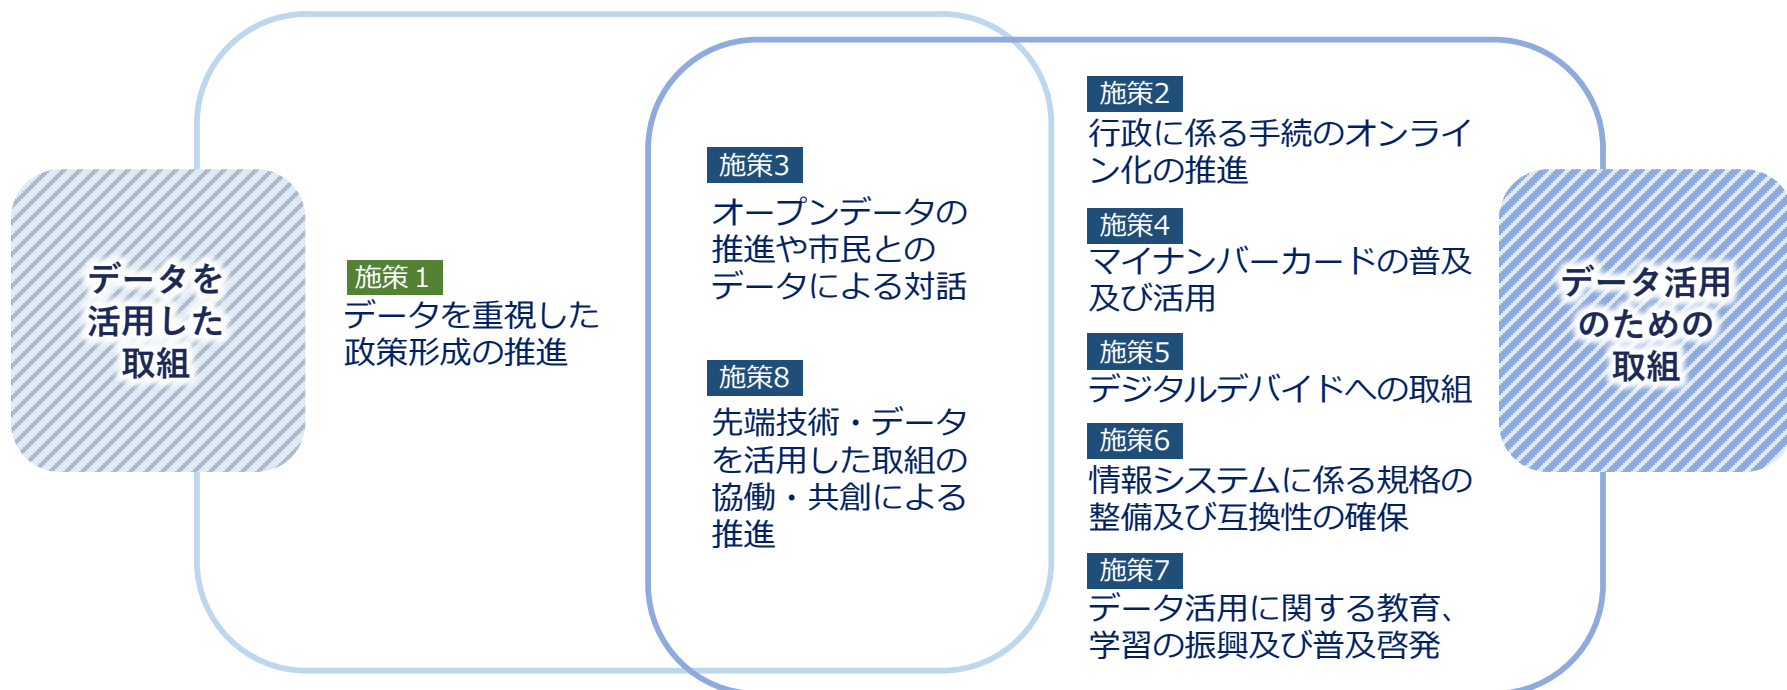 データを
活用した
取組
施策１
データを重視した
政策形成の推進
施策3
オープンデータの
推進や市民との
データによる対話
施策8
先端技術・データ
を活用した取組の
協働・共創による
推進
施策2
行政に係る手続のオンライ
ン化の推進
施策4
マイナンバーカードの普及
及び活用
施策5
デジタルデバイドへの取組
施策6
情報システムに係る規格の
整備及び互換性の確保
施策7
データ活用に関する教育、
学習の振興及び普及啓発
データ活用
のための
取組